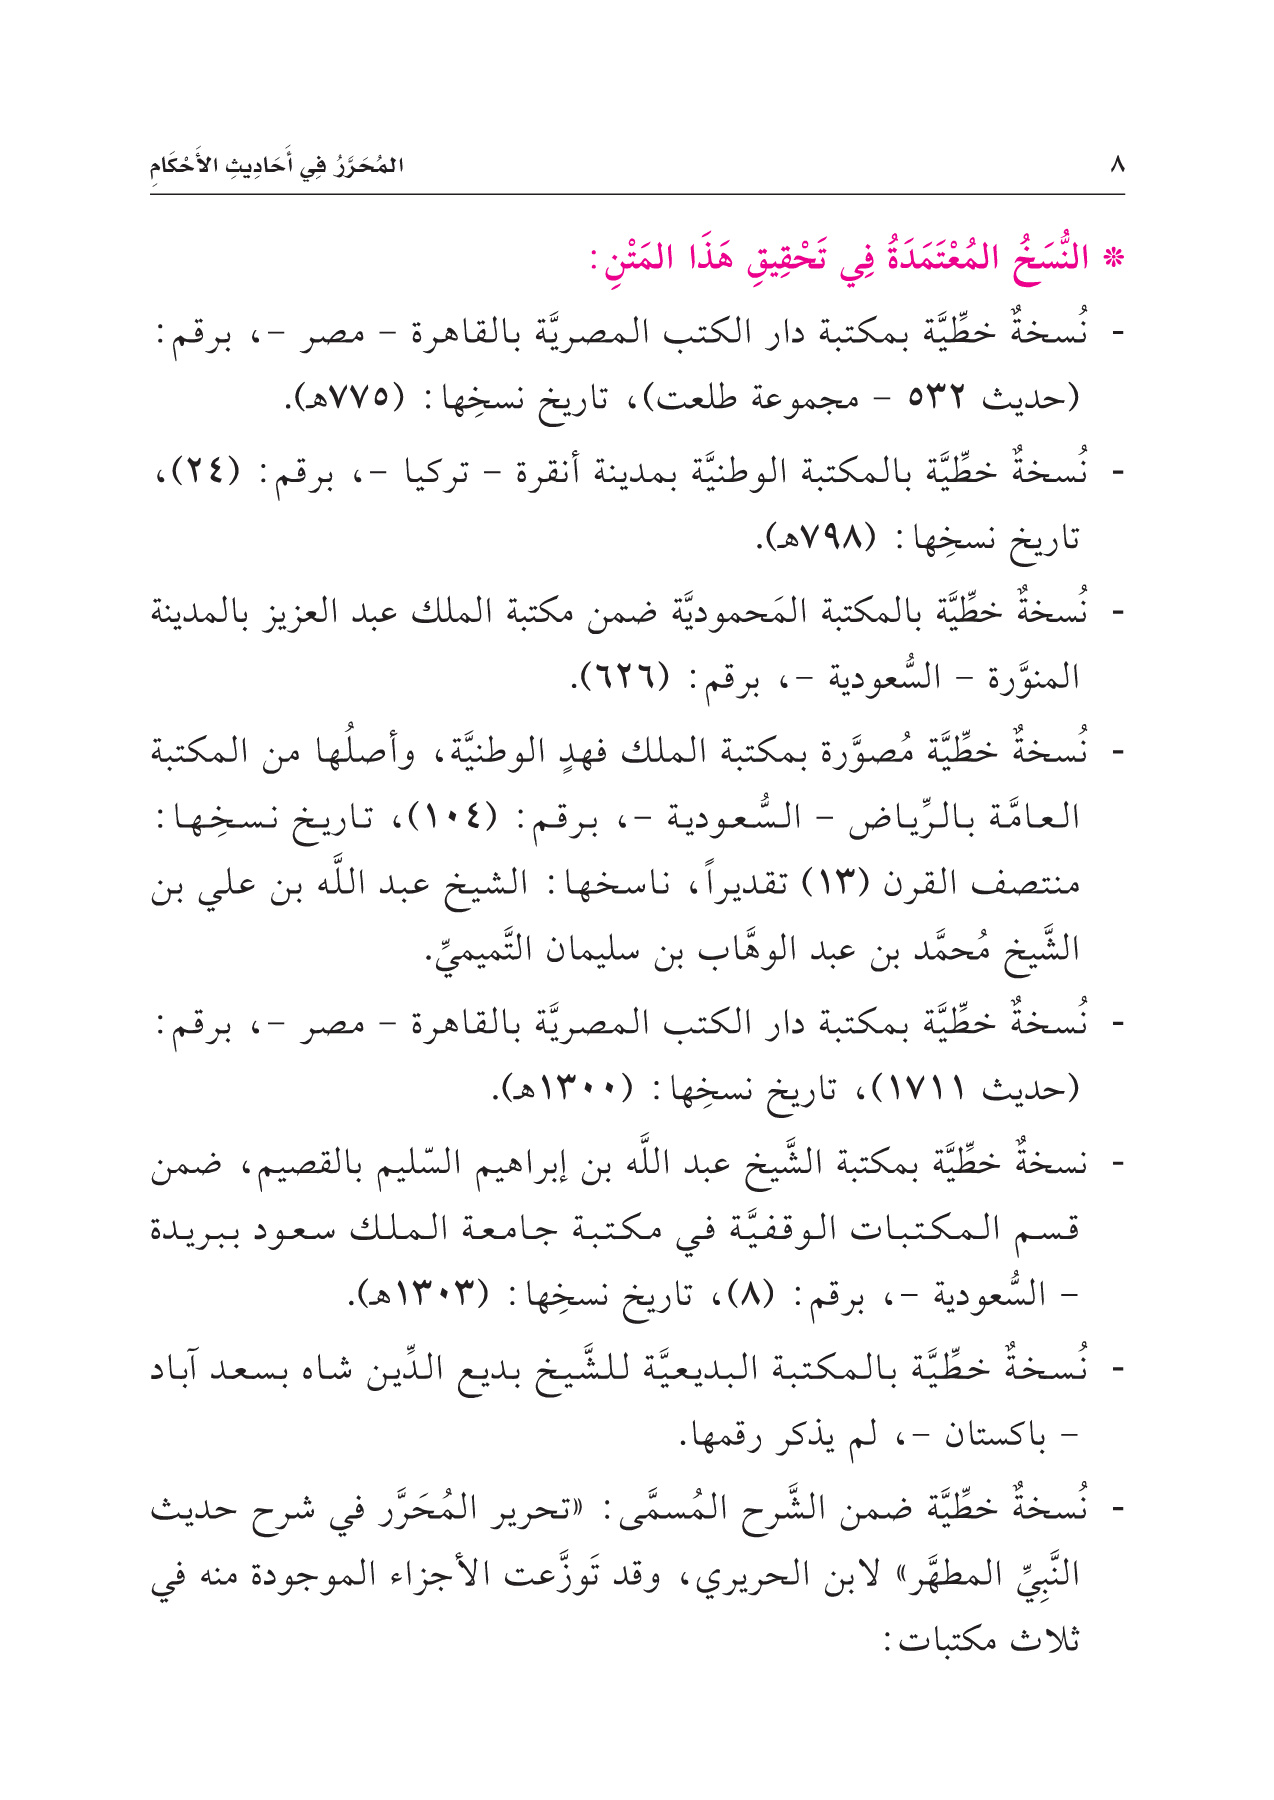 ٨ المُحَرَّرُ فِي أَحَادِيثِ الأَحْكَامِ
* النُّسَخُ المُعْتَمَدَةُ فِي تَحْقِيقِ هَذَا المَتْنِ:
- نُسخةٌ خطِّيَّة بمكتبة دار الكتب المصريَّة بالقاهرة – مصر –، برقم:
(حديث ٥٣٢ – مجموعة طلعت)، تاريخ نسخِها: (٧٧٥هـ).
- نُسخةٌ خطِّيَّة بالمكتبة الوطنيَّة بمدينة أنقرة – تركيا –، برقم: (٢٤)،
تاريخ نسخِها: (٧٩٨هـ).
- نُسخةٌ خطِّيَّة بالمكتبة المَحموديَّة ضمن مكتبة الملك عبد العزيز بالمدينة
المنوَّرة – السُّعودية –، برقم: (٦٢٦).
- نُسخةٌ خطِّيَّة مُصوَّرة بمكتبة الملك فهدٍ الوطنيَّة، وأصلُها من المكتبة
العامَّة بالرِّياض – السُّعودية –، برقم: (١٠٤)، تاريخ نسخِها:
منتصف القرن (١٣) تقديراً، ناسخها: الشيخ عبد اللَّه بن علي بن
الشَّيخ مُحمَّد بن عبد الوهَّاب بن سليمان التَّميميِّ.
- نُسخةٌ خطِّيَّة بمكتبة دار الكتب المصريَّة بالقاهرة – مصر –، برقم:
(حديث ١٧١١)، تاريخ نسخِها: (١٣٠٠هـ).
- نسخةٌ خطِّيَّة بمكتبة الشَّيخ عبد اللَّه بن إبراهيم السّليم بالقصيم، ضمن
قسم المكتبات الوقفيَّة في مكتبة جامعة الملك سعود ببريدة
– السُّعودية –، برقم: (٨)، تاريخ نسخِها: (١٣٠٣هـ).
- نُسخةٌ خطِّيَّة بالمكتبة البديعيَّة للشَّيخ بديع الدِّين شاه بسعد آباد
– باكستان –، لم يذكر رقمها.
- نُسخةٌ خطِّيَّة ضمن الشَّرح المُسمَّى: «تحرير المُحَرَّر في شرح حديث
النَّبِيِّ المطهَّر» لابن الحريري، وقد تَوزَّعت الأجزاء الموجودة منه في
ثلاث مكتبات: